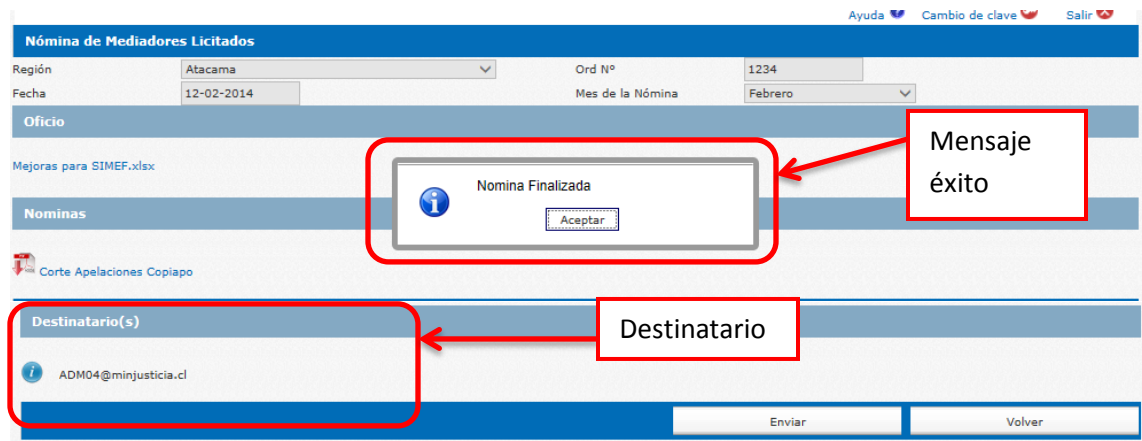 Ayuda Cambio de clave Salir
Nómina de Mediadores Licitados
Región Atacama Ord Nº 1234
Fecha 12-02-2014 Mes de la Nómina Febrero
Oficio
Mensaje
éxito
Mejoras para SIMEF.xlsx
Nomina Finalizada
Aceptar
Nominas
Corte Apelaciones Copiapo
Destinatario(s)
Destinatario
ADM04@minjusticia.cl
Enviar Volver